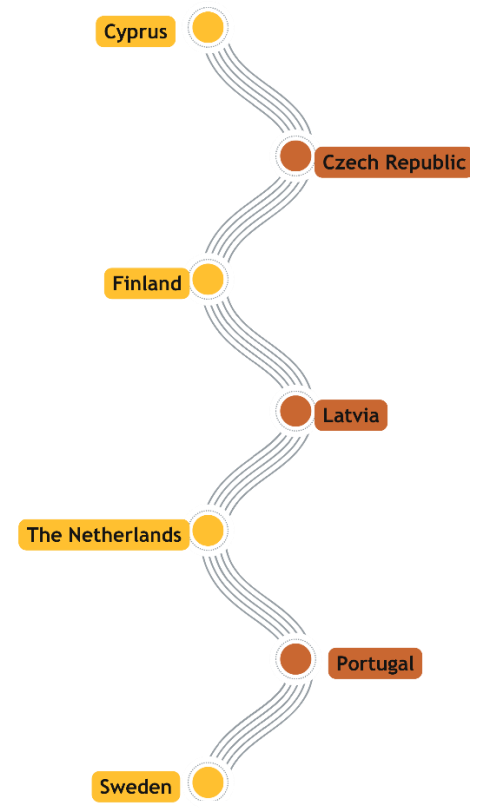 Cyprus
Czech Republic
Finland
Latvia
The Netherlands
Portugal
Sweden